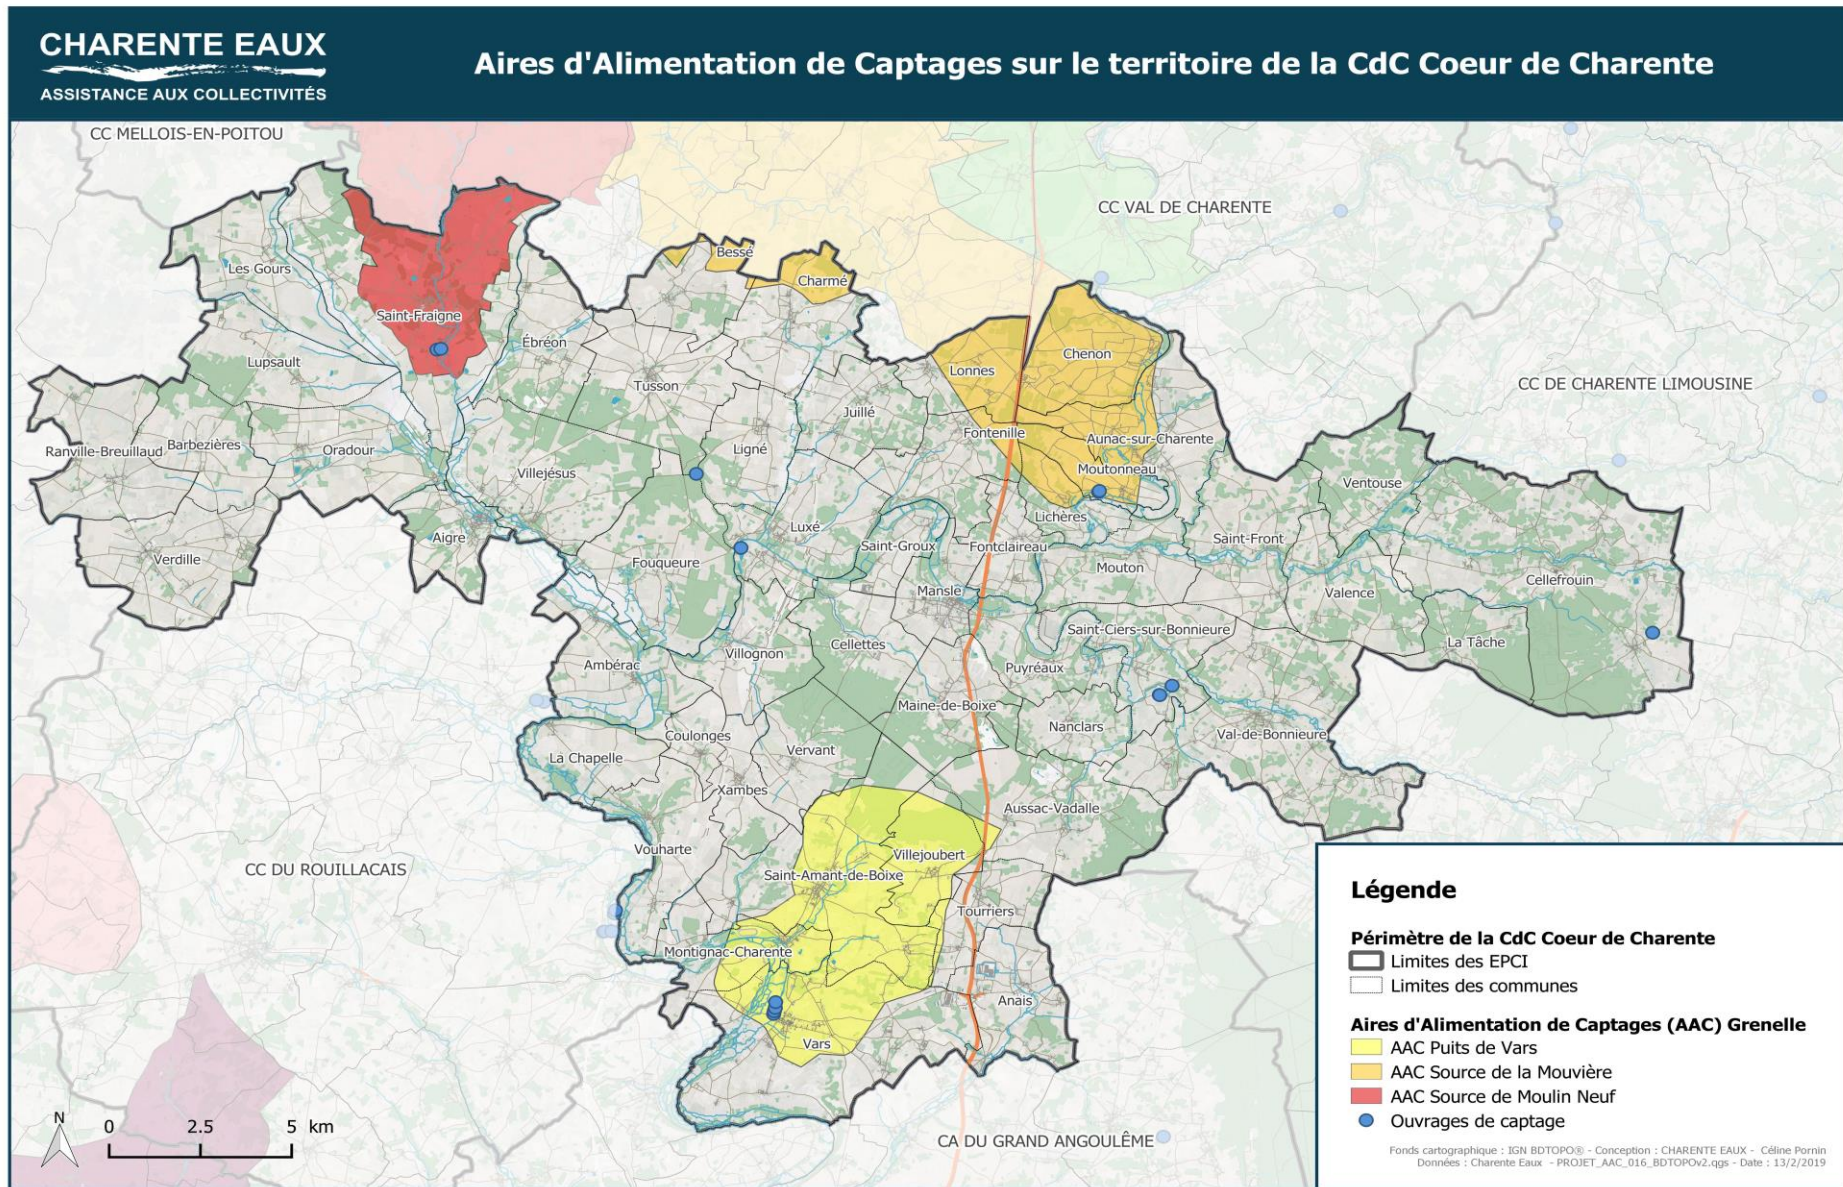 CHARENTE EAUX
ASSISTANCE AUX COLLECTIVITÉS
Aires d'Alimentation de Captages sur le territoire de la CdC Coeur de Charente
CC MELLOIS-EN-POITOU
CC VAL DE CHARENTE
Bessé
Les Gours
Charmé
Saint-Fraigne
Ébréon
Chenon
Lupsault
Lonnes
Tusson
CC DE CHARENTE LIMOUSINE
Juillé
Fontenille
Aunac-sur-Charente
Ranville-Breuillaud
Barbezières
Oradour
Ligné
Villejésus
Moutonneau
Ventouse
Lichères
Aigre
Luxé
Saint-Groux
Fontclaireau
Saint-Front
Verdille
Fouqueure
Mouton
Cellefrouin
Mansle
Valence
Saint-Ciers-sur-Bonnieure
La Tâche
Cellettes
Villognon
Ambérac
Puyréaux
Maine-de-Boixe
Nanclars
Val-de-Bonnieure
Coulonges
Vervant
La Chapelle
Xambes
Aussac-Vadalle
Vouharte
Villejoubert
CC DU ROUILLACAIS
Saint-Amant-de-Boixe
Tourriers
Montignac-Charente
Anais
Vars
CA DU GRAND ANGOULÊME
N
0 2.5 5 km
Légende
Périmètre de la CdC Coeur de Charente
Limites des EPCI
Limites des communes
Aires d'Alimentation de Captages (AAC) Grenelle
AAC Puits de Vars
AAC Source de la Mouvière
AAC Source de Moulin Neuf
Ouvrages de captage
Fonds cartographique : IGN BDTOPO® - Conception : CHARENTE EAUX - Céline Pornin
Données : Charente Eaux - PROJET_AAC_016_BDTOPOv2.qgs - Date : 13/2/2019